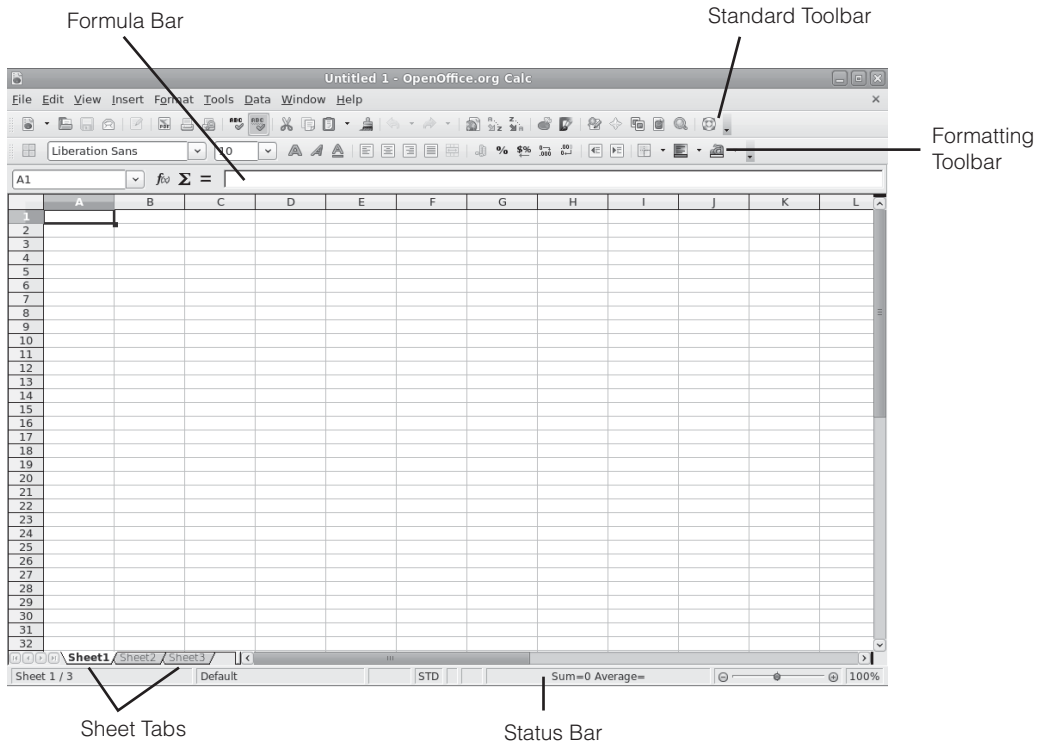 Formula Bar
Standard Toolbar
Untitled 1 - OpenOffice.org Calc
File Edit View Insert Format Tools Data Window Help
Liberation Sans 10
Formatting
Toolbar
A1 f(x) Σ =
A B C D E F G H I J K L
1
2
3
4
5
6
7
8
9
10
11
12
13
14
15
16
17
18
19
20
21
22
23
24
25
26
27
28
29
30
31
32
Sheet1 Sheet2 Sheet3
Sheet 1 / 3 Default STD Sum=0 Average= 100%
Sheet Tabs
Status Bar